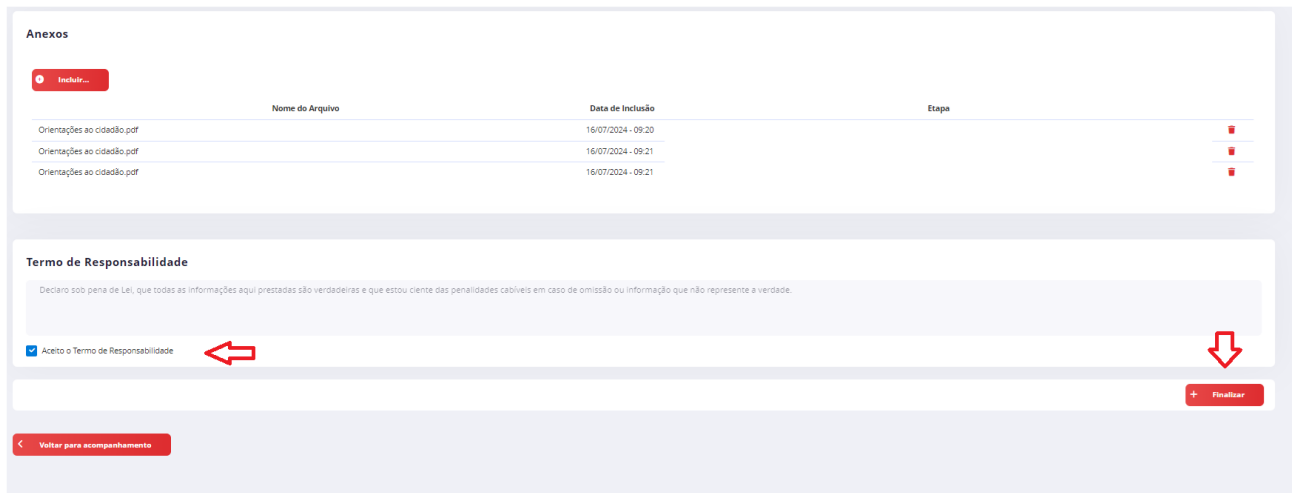 Anexos
Incluir...
Nome do Arquivo Data de Inclusão Etapa
Orientações ao cidadão.pdf 16/07/2024 - 09:20
Orientações ao cidadão.pdf 16/07/2024 - 09:21
Orientações ao cidadão.pdf 16/07/2024 - 09:21
Termo de Responsabilidade
Declaro sob pena de Lei, que todas as informações aqui prestadas são verdadeiras e que estou ciente das penalidades cabíveis em caso de omissão ou informação que não represente a verdade.
Aceito o Termo de Responsabilidade
Finalizar
Voltar para acompanhamento